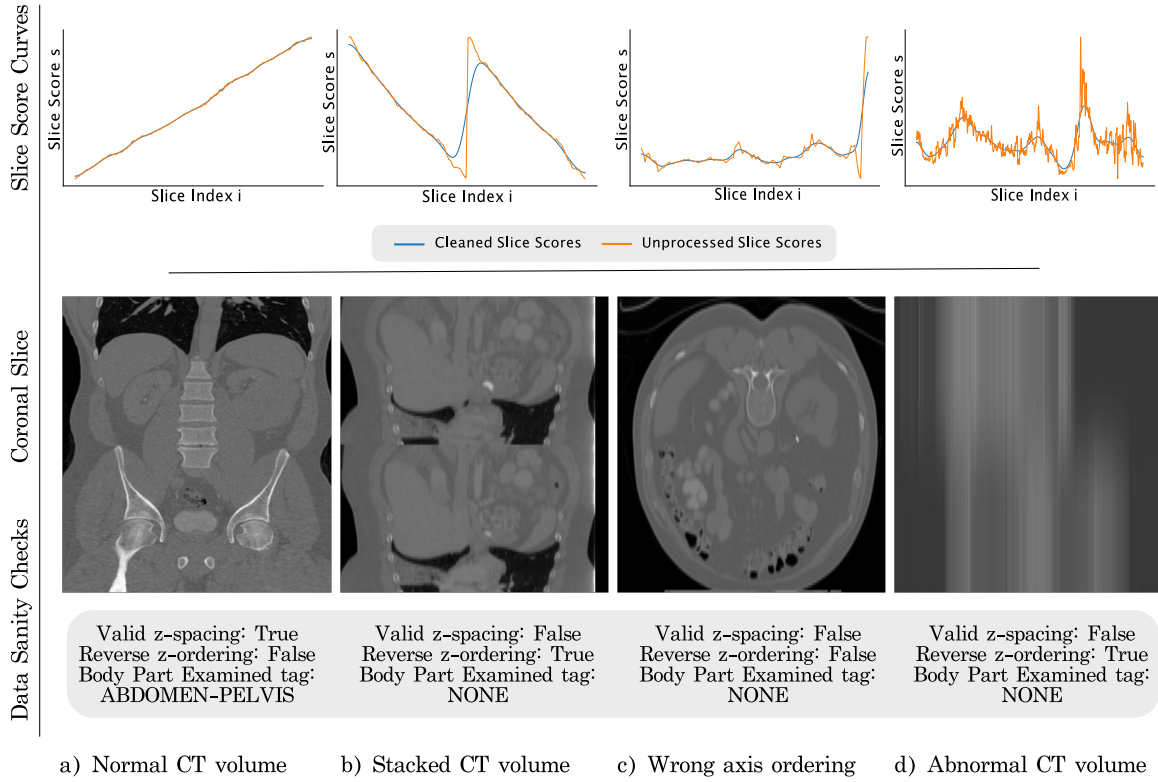 Slice Score Curves
Slice Score s
Slice Index i
Slice Score s
Slice Index i
Slice Score s
Slice Index i
Slice Score s
Slice Index i
Cleaned Slice Scores
Unprocessed Slice Scores
Coronal Slice
Data Sanity Checks
Valid z-spacing: True
Reverse z-ordering: False
Body Part Examined tag:
ABDOMEN-PELVIS
Valid z-spacing: False
Reverse z-ordering: True
Body Part Examined tag:
NONE
Valid z-spacing: False
Reverse z-ordering: False
Body Part Examined tag:
NONE
Valid z-spacing: False
Reverse z-ordering: True
Body Part Examined tag:
NONE
a) Normal CT volume
b) Stacked CT volume
c) Wrong axis ordering
d) Abnormal CT volume